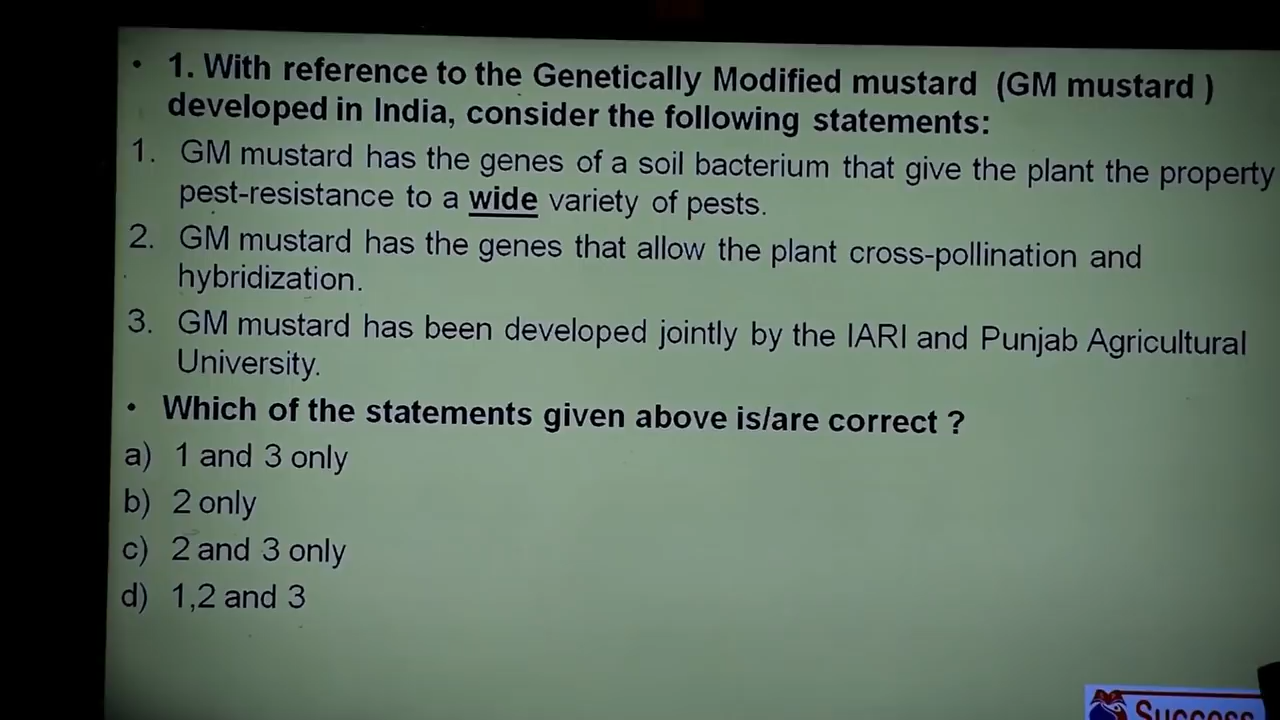 • 1. With reference to the Genetically Modified mustard (GM mustard )
developed in India, consider the following statements:
1. GM mustard has the genes of a soil bacterium that give the plant the property
pest-resistance to a wide variety of pests.
2. GM mustard has the genes that allow the plant cross-pollination and
hybridization.
3. GM mustard has been developed jointly by the IARI and Punjab Agricultural
University.
• Which of the statements given above is/are correct ?
a) 1 and 3 only
b) 2 only
c) 2 and 3 only
d) 1,2 and 3
Success